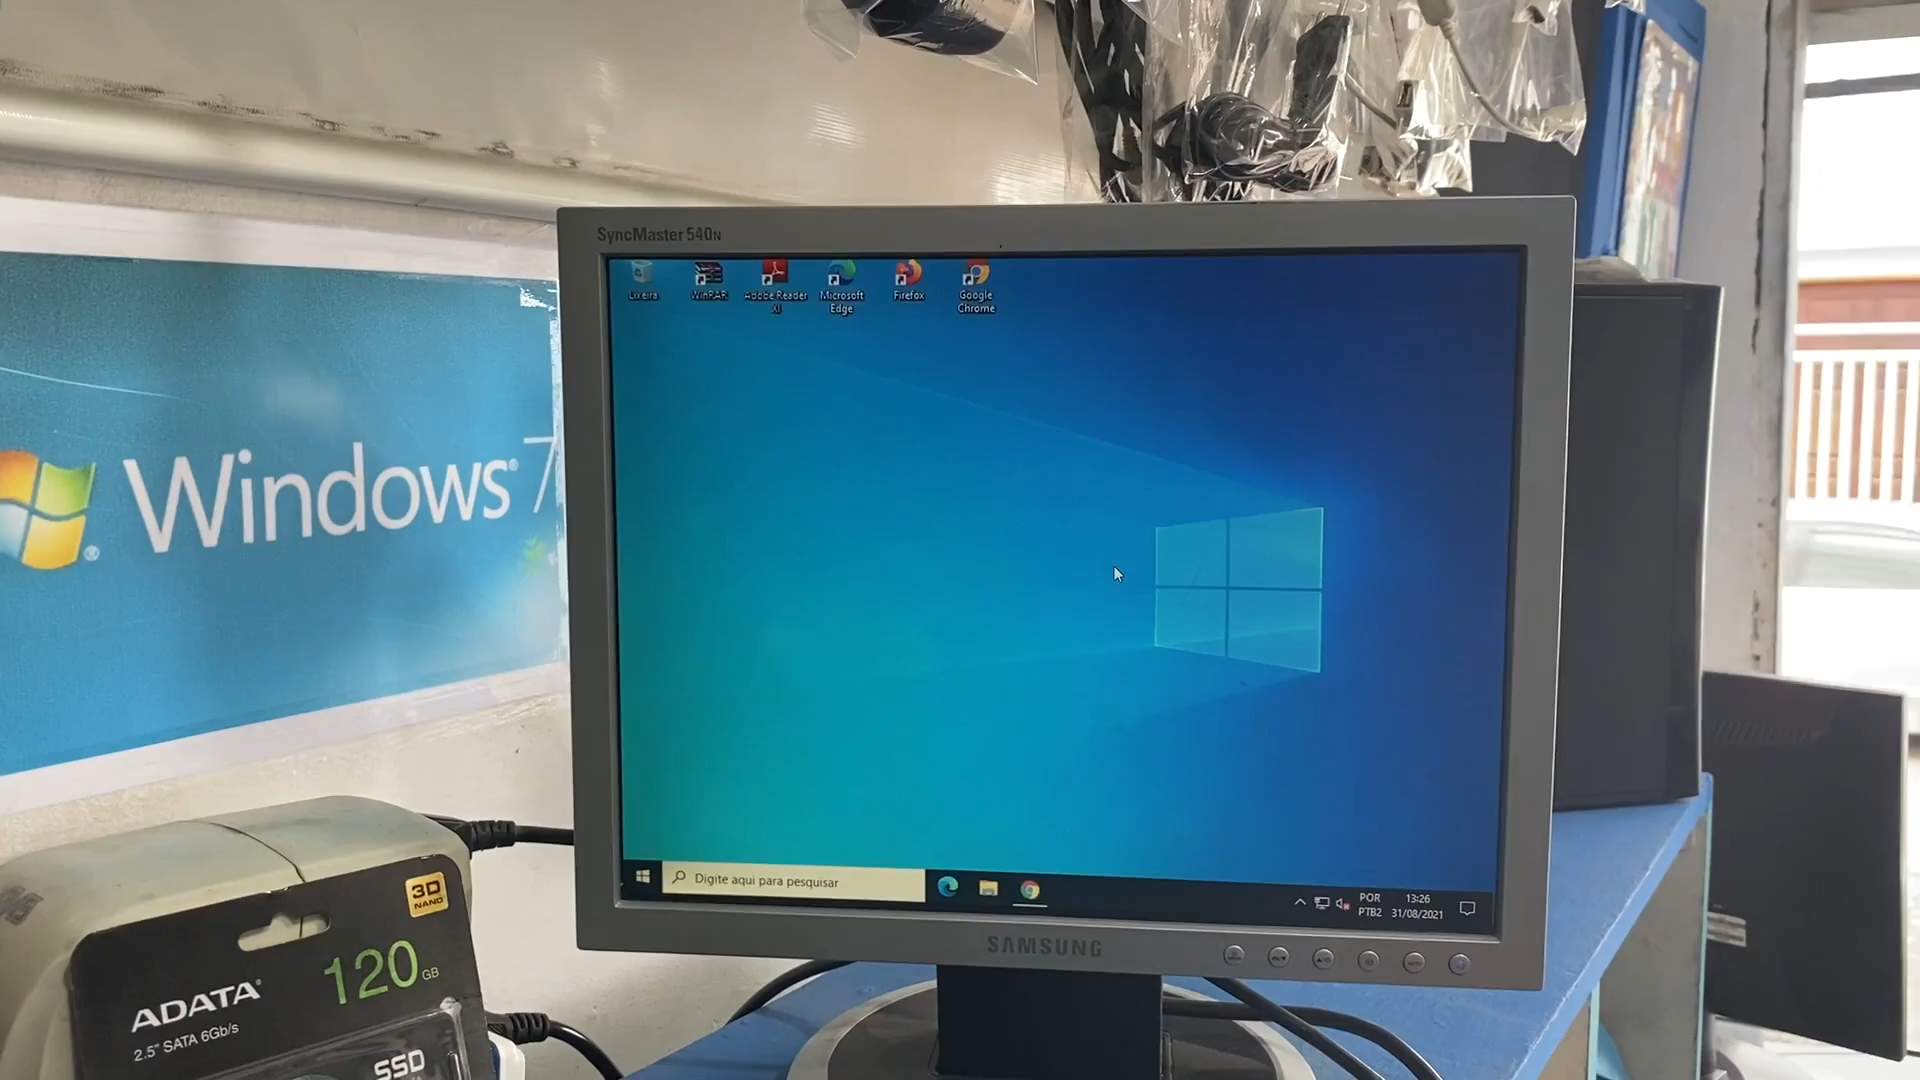 SyncMaster 540N
Lixeira
WinRAR
Adobe Reader XI
Microsoft Edge
Firefox
Google Chrome
Windows® 7
Digite aqui para pesquisar
POR
PTB2
13:26
31/08/2021
SAMSUNG
3D
NAND
120 GB
ADATA®
2.5" SATA 6Gb/s
SSD